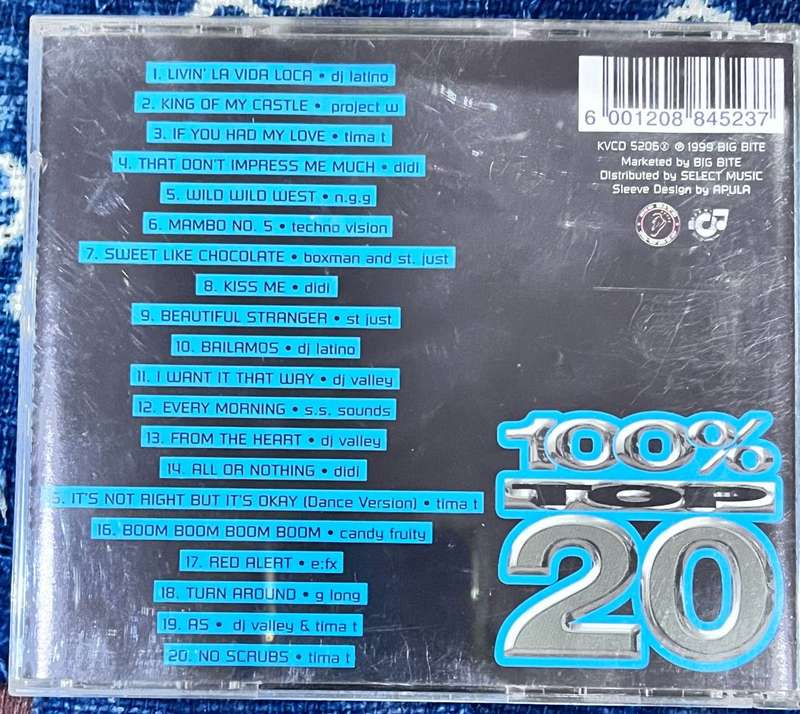 1. LIVIN' LA VIDA LOCA • dj latino
2. KING OF MY CASTLE • project w
3. IF YOU HAD MY LOVE • tima t
4. THAT DON'T IMPRESS ME MUCH • didi
5. WILD WILD WEST • n.g.g
6. MAMBO NO. 5 • techno vision
7. SWEET LIKE CHOCOLATE • boxman and st. just
8. KISS ME • didi
9. BEAUTIFUL STRANGER • st just
10. BAILAMOS • dj latino
11. I WANT IT THAT WAY • dj valley
12. EVERY MORNING • s.s. sounds
13. FROM THE HEART • dj valley
14. ALL OR NOTHING • didi
5. IT'S NOT RIGHT BUT IT'S OKAY (Dance Version) • tima t
16. BOOM BOOM BOOM BOOM • candy fruity
17. RED ALERT • e:fx
18. TURN AROUND • g long
19. AS • dj valley & tima t
20. NO SCRUBS • tima t
6 001208 845237
KVCD 5206 ℗ 1999 BIG BITE
Marketed by BIG BITE
Distributed by SELECT MUSIC
Sleeve Design by APULA
100%
TOP
20